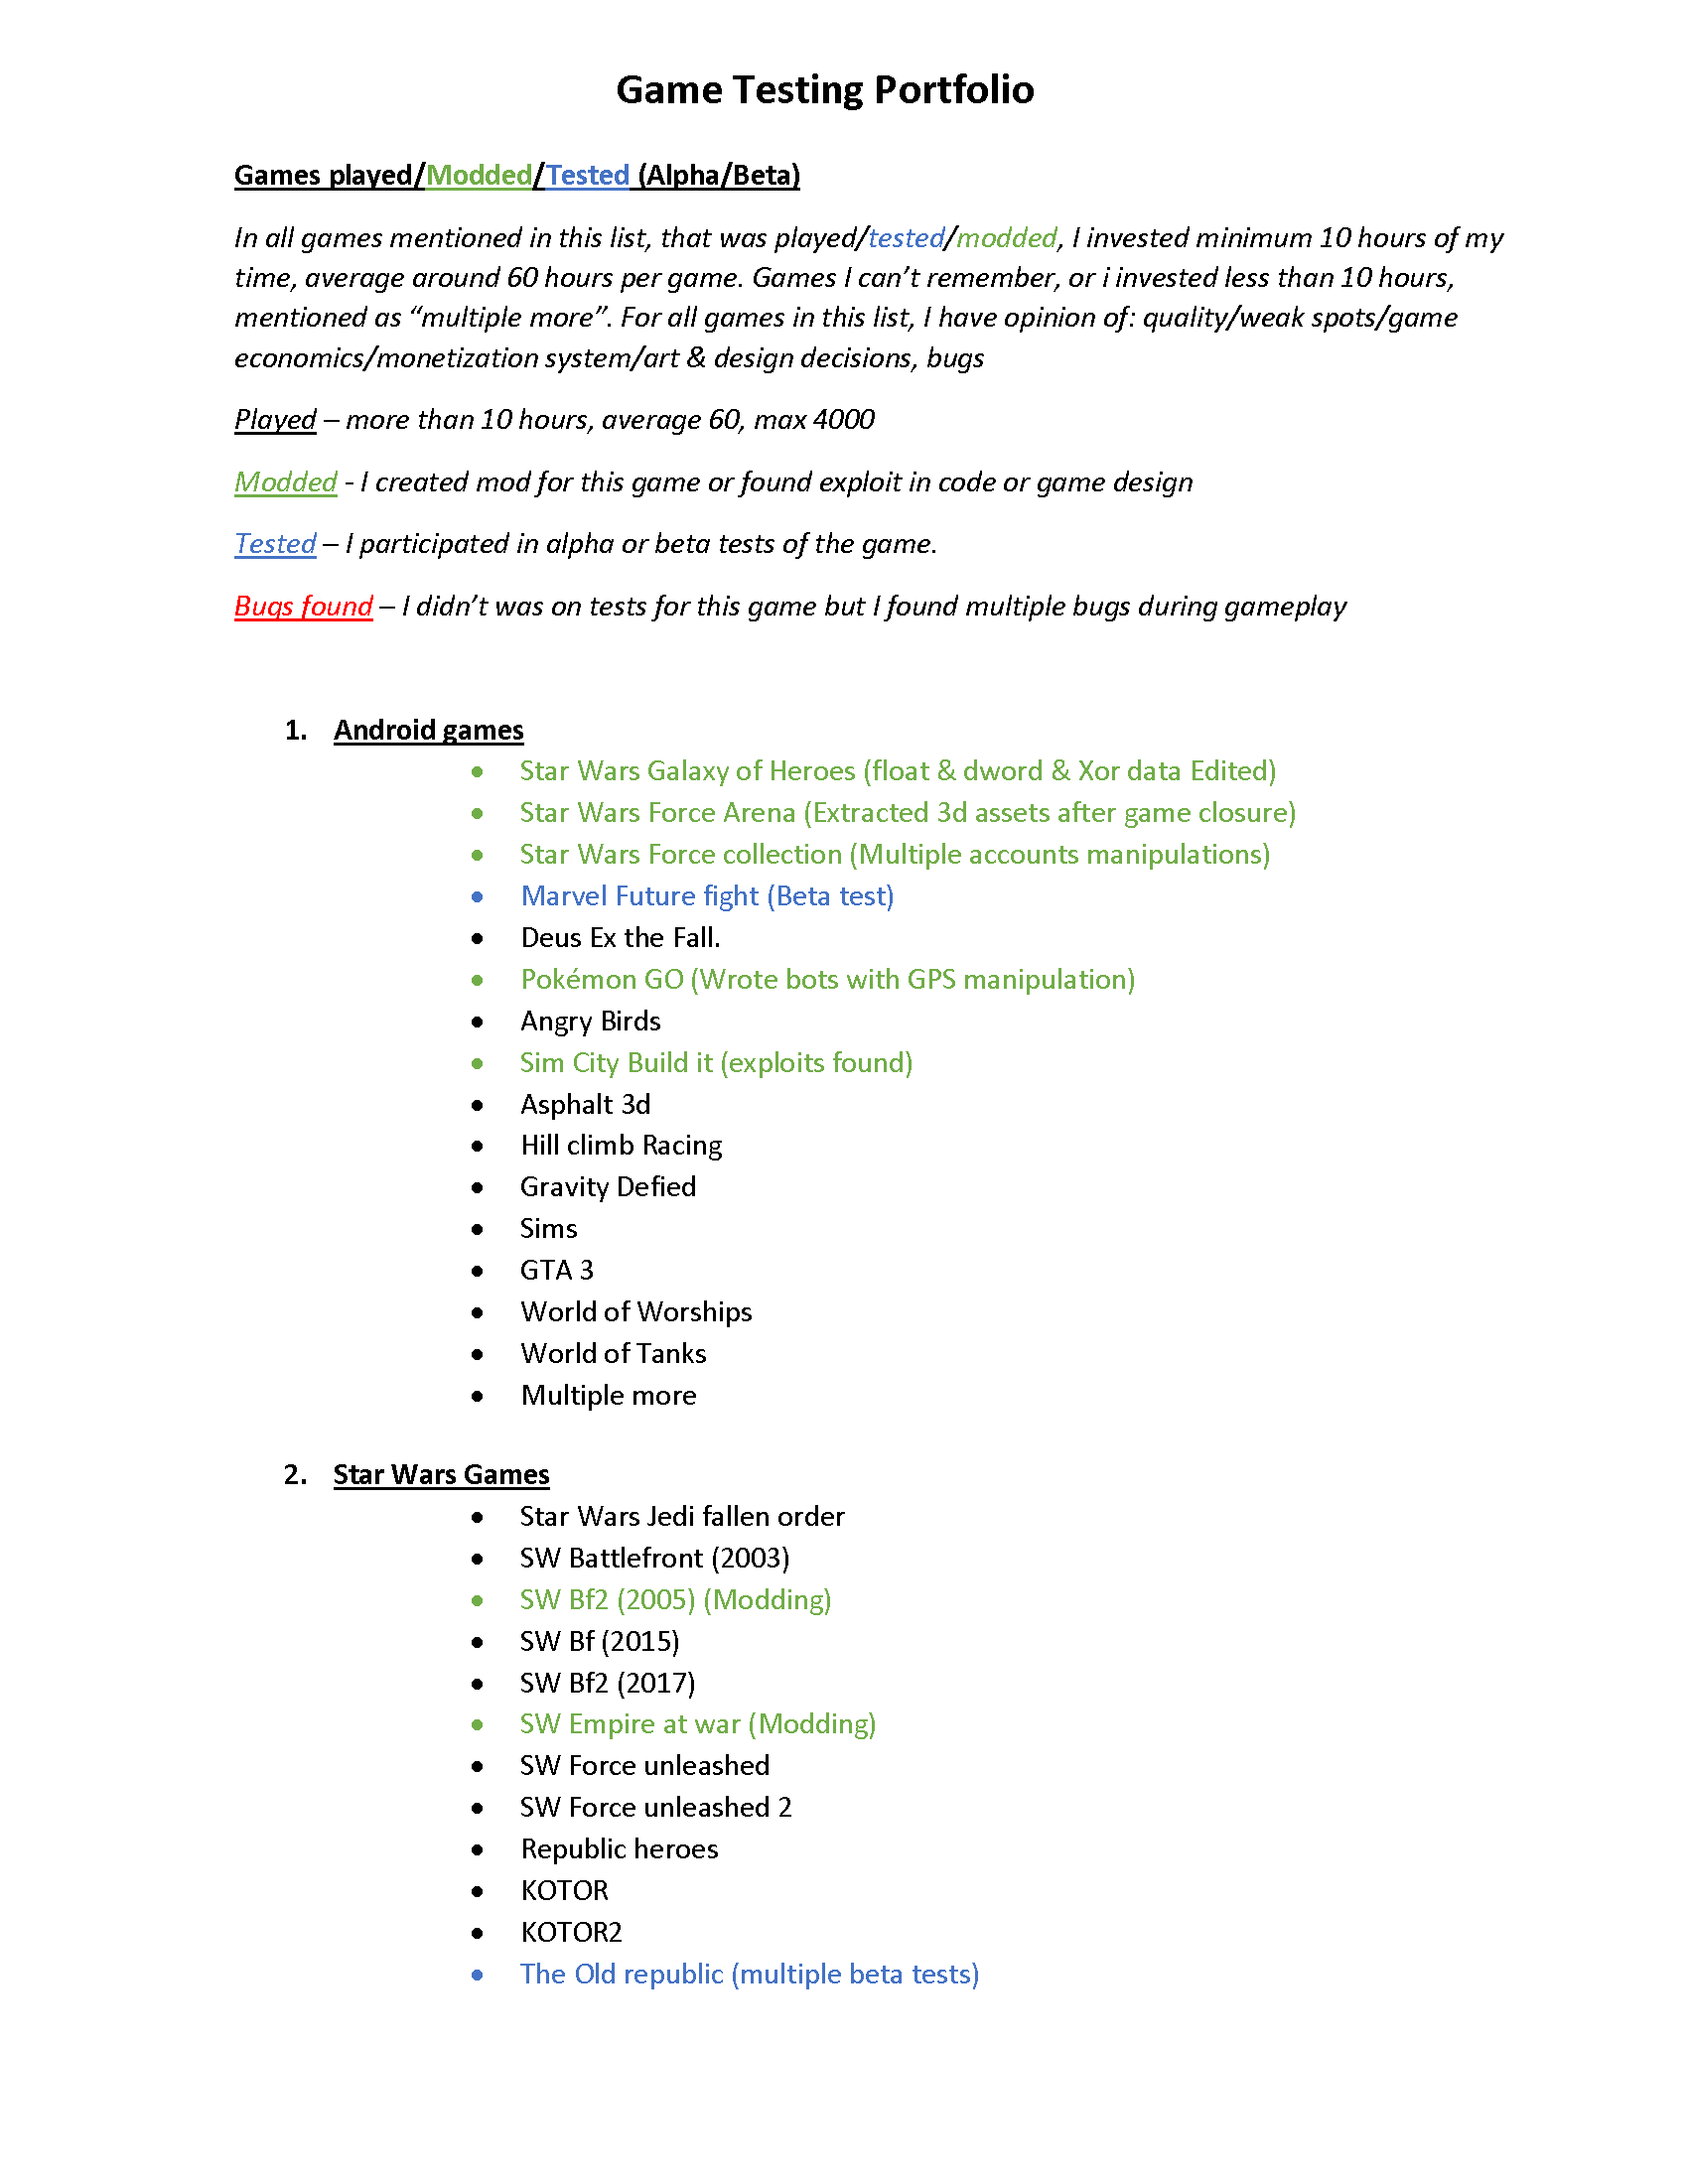 Game Testing Portfolio
Games played/Modded/Tested (Alpha/Beta)
In all games mentioned in this list, that was played/tested/modded, I invested minimum 10 hours of my
time, average around 60 hours per game. Games I can’t remember, or i invested less than 10 hours,
mentioned as “multiple more”. For all games in this list, I have opinion of: quality/weak spots/game
economics/monetization system/art & design decisions, bugs
Played – more than 10 hours, average 60, max 4000
Modded - I created mod for this game or found exploit in code or game design
Tested – I participated in alpha or beta tests of the game.
Bugs found – I didn’t was on tests for this game but I found multiple bugs during gameplay
1. Android games
• Star Wars Galaxy of Heroes (float & dword & Xor data Edited)
• Star Wars Force Arena (Extracted 3d assets after game closure)
• Star Wars Force collection (Multiple accounts manipulations)
• Marvel Future fight (Beta test)
• Deus Ex the Fall.
• Pokémon GO (Wrote bots with GPS manipulation)
• Angry Birds
• Sim City Build it (exploits found)
• Asphalt 3d
• Hill climb Racing
• Gravity Defied
• Sims
• GTA 3
• World of Worships
• World of Tanks
• Multiple more
2. Star Wars Games
• Star Wars Jedi fallen order
• SW Battlefront (2003)
• SW Bf2 (2005) (Modding)
• SW Bf (2015)
• SW Bf2 (2017)
• SW Empire at war (Modding)
• SW Force unleashed
• SW Force unleashed 2
• Republic heroes
• KOTOR
• KOTOR2
• The Old republic (multiple beta tests)